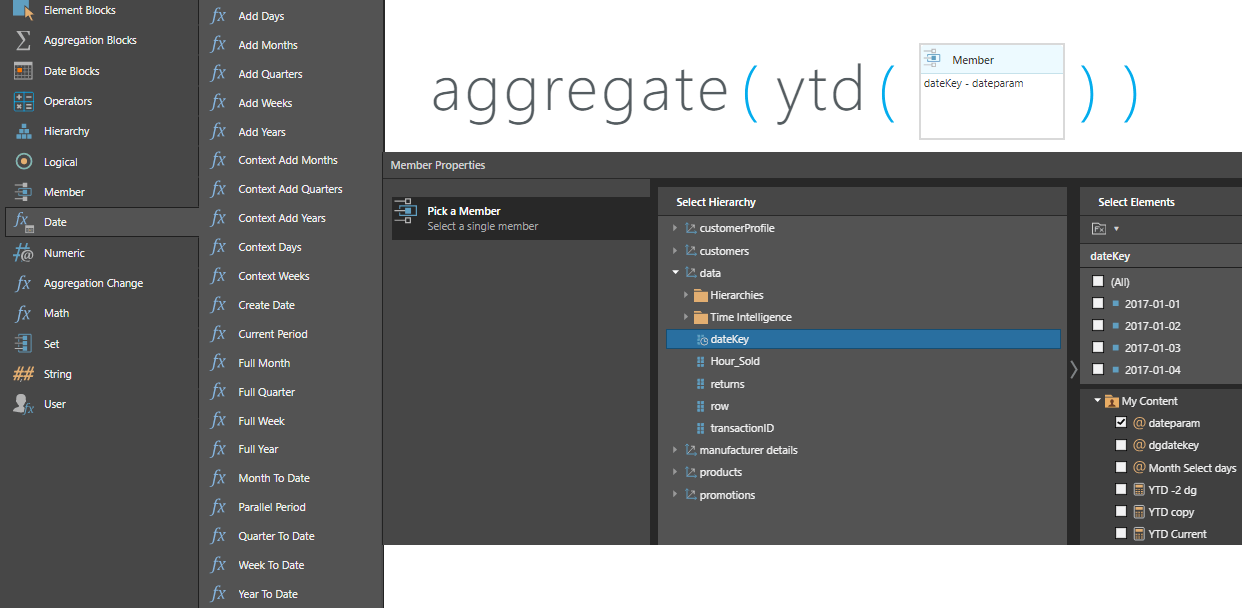 Element Blocks
Aggregation Blocks
Date Blocks
Operators
Hierarchy
Logical
Member
Date
Numeric
Aggregation Change
Math
Set
String
User
Add Days
Add Months
Add Quarters
Add Weeks
Add Years
Context Add Months
Context Add Quarters
Context Add Years
Context Days
Context Weeks
Create Date
Current Period
Full Month
Full Quarter
Full Week
Full Year
Month To Date
Parallel Period
Quarter To Date
Week To Date
Year To Date
aggregate ( ytd ( ) )
Member
dateKey - dateparam
Member Properties
Pick a Member
Select a single member
Select Hierarchy
customerProfile
customers
data
Hierarchies
Time Intelligence
dateKey
Hour_Sold
returns
row
transactionID
manufacturer details
products
promotions
Select Elements
dateKey
(All)
2017-01-01
2017-01-02
2017-01-03
2017-01-04
My Content
@ dateparam
@ dgdatekey
@ Month Select days
YTD -2 dg
YTD copy
YTD Current